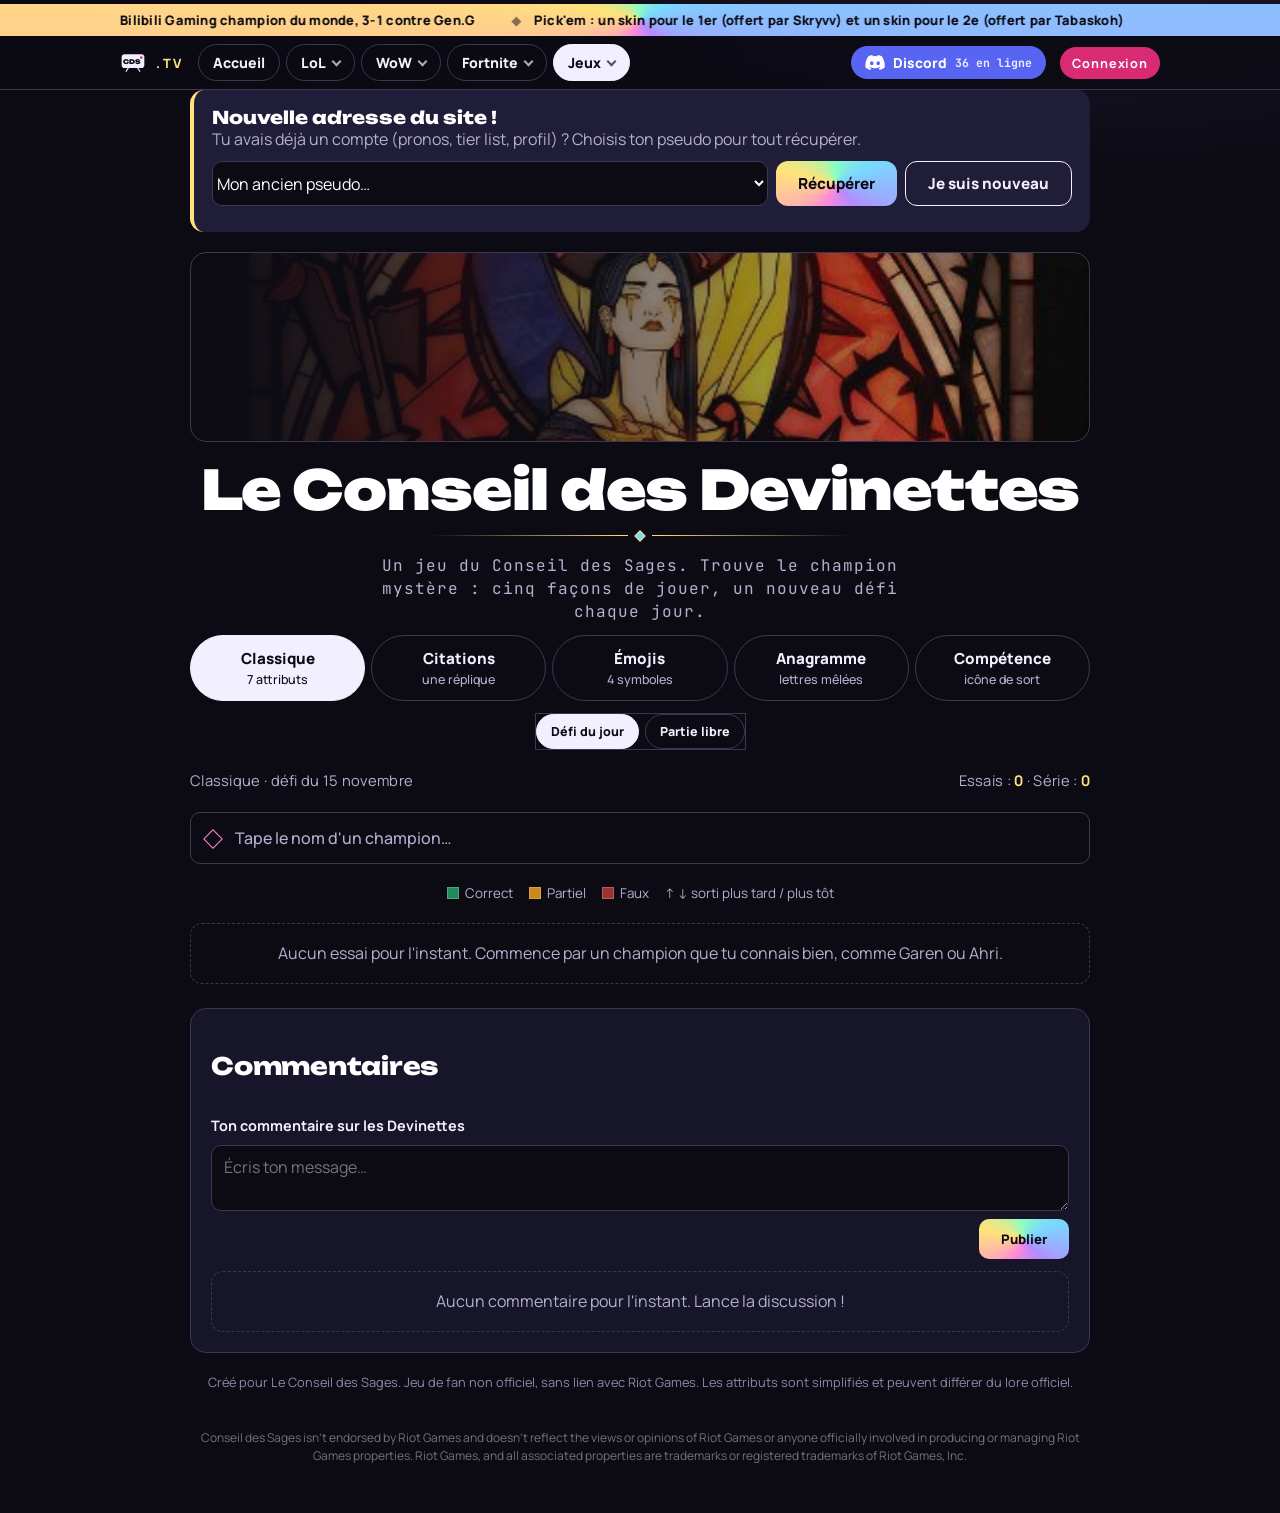 Bilibili Gaming champion du monde, 3-1 contre Gen.G ◆ Pick'em : un skin pour le 1er (offert par Skryvv) et un skin pour le 2e (offert par Tabaskoh)
CDS .TV Accueil LoL WoW Fortnite Jeux Discord 36 en ligne Connexion
Nouvelle adresse du site !
Tu avais déjà un compte (pronos, tier list, profil) ? Choisis ton pseudo pour tout récupérer.
Mon ancien pseudo… Récupérer Je suis nouveau
Le Conseil des Devinettes
Un jeu du Conseil des Sages. Trouve le champion
mystère : cinq façons de jouer, un nouveau défi
chaque jour.
Classique Citations Émojis Anagramme Compétence
7 attributs une réplique 4 symboles lettres mêlées icône de sort
Défi du jour Partie libre
Classique · défi du 15 novembre Essais : 0 · Série : 0
Tape le nom d'un champion…
Correct Partiel Faux ↑ ↓ sorti plus tard / plus tôt
Aucun essai pour l'instant. Commence par un champion que tu connais bien, comme Garen ou Ahri.
Commentaires
Ton commentaire sur les Devinettes
Écris ton message…
Publier
Aucun commentaire pour l'instant. Lance la discussion !
Créé pour Le Conseil des Sages. Jeu de fan non officiel, sans lien avec Riot Games. Les attributs sont simplifiés et peuvent différer du lore officiel.
Conseil des Sages isn't endorsed by Riot Games and doesn't reflect the views or opinions of Riot Games or anyone officially involved in producing or managing Riot
Games properties. Riot Games, and all associated properties are trademarks or registered trademarks of Riot Games, Inc.